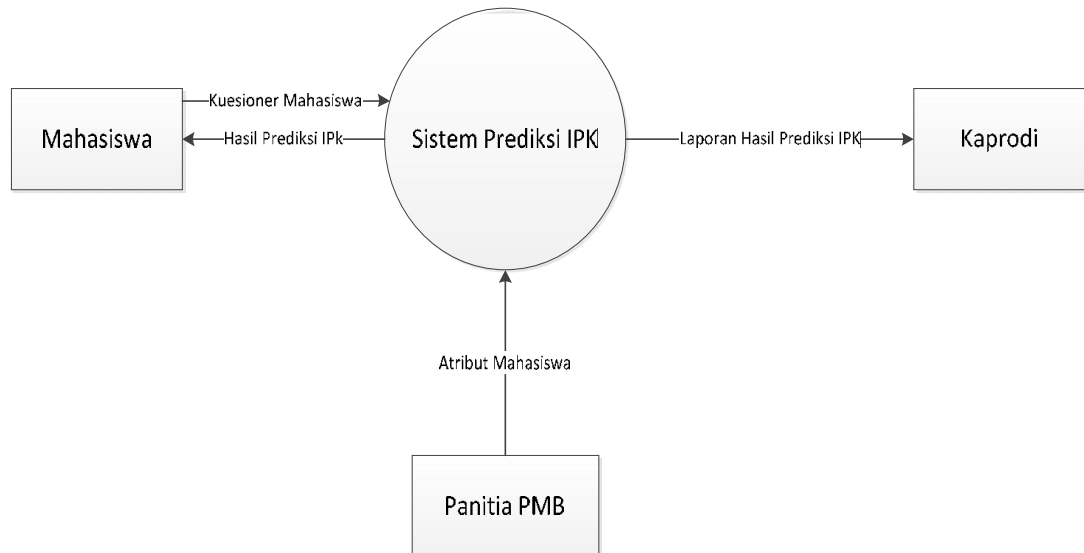 Kuesioner Mahasiswa
Mahasiswa
Hasil Prediksi IPk
Sistem Prediksi IPK
Laporan Hasil Prediksi IPK
Kaprodi
Atribut Mahasiswa
Panitia PMB